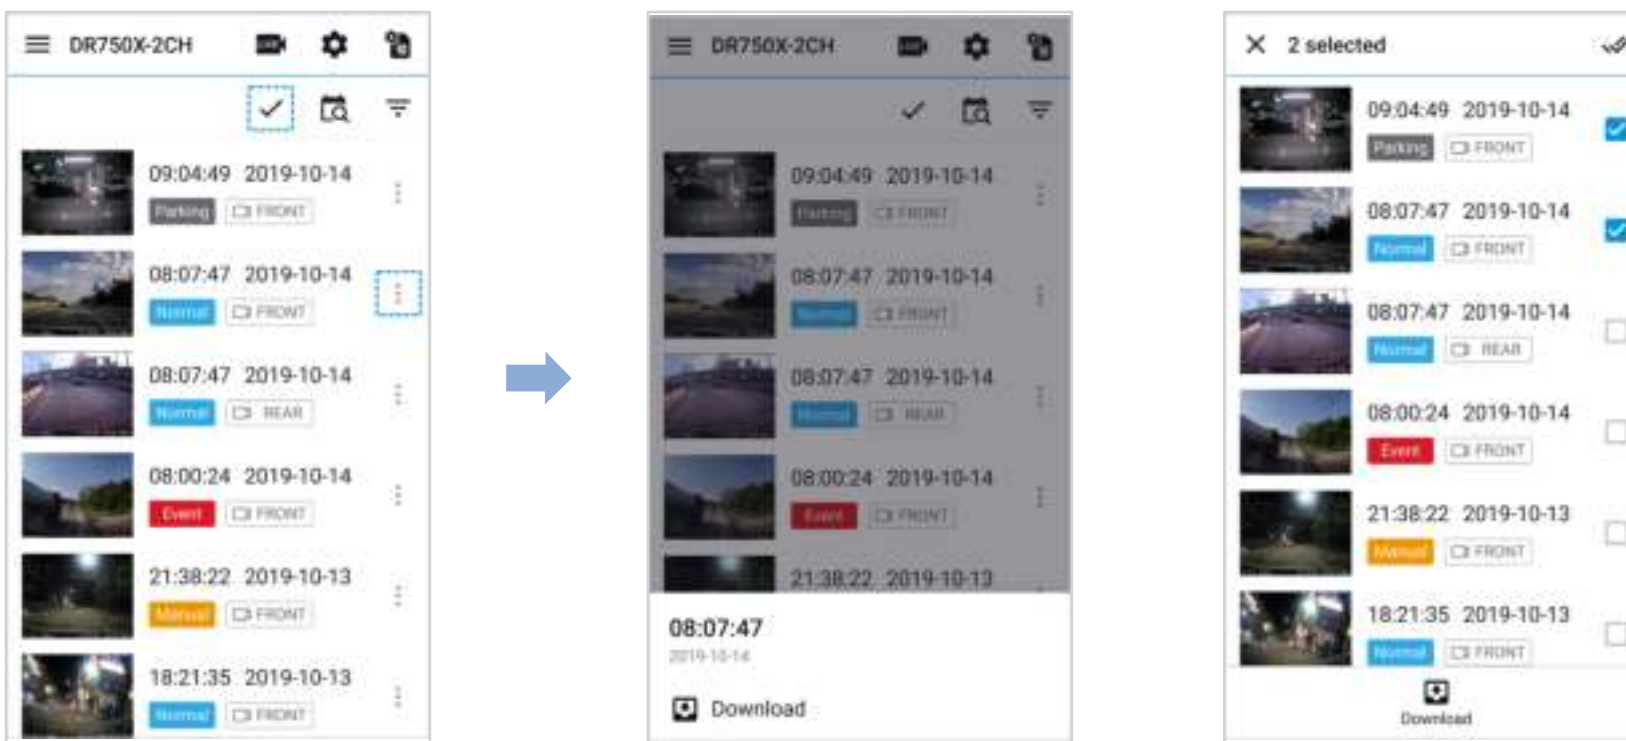 DR750X-2CH
09:04:49 2019-10-14
Parking FRONT
08:07:47 2019-10-14
Normal FRONT
08:07:47 2019-10-14
Normal REAR
08:00:24 2019-10-14
Event FRONT
21:38:22 2019-10-13
Manual FRONT
18:21:35 2019-10-13
Normal FRONT
DR750X-2CH
09:04:49 2019-10-14
Parking FRONT
08:07:47 2019-10-14
Normal FRONT
08:07:47 2019-10-14
Normal REAR
08:00:24 2019-10-14
Event FRONT
21:38:22 2019-10-13
08:07:47
2019-10-14
Download
2 selected
09:04:49 2019-10-14
Parking FRONT
08:07:47 2019-10-14
Normal FRONT
08:07:47 2019-10-14
Normal REAR
08:00:24 2019-10-14
Event FRONT
21:38:22 2019-10-13
Manual FRONT
18:21:35 2019-10-13
Normal FRONT
Download